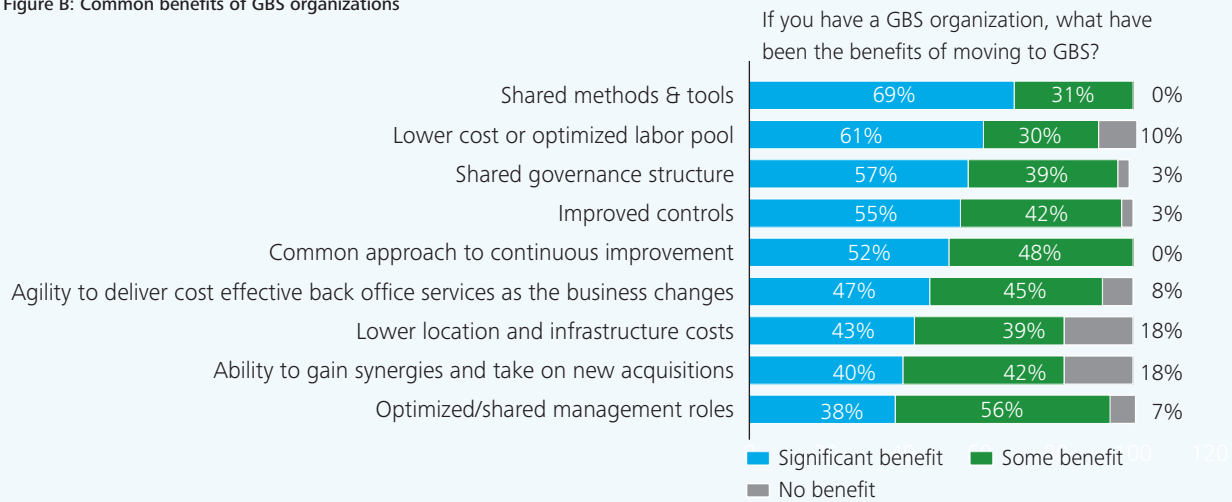 Figure B: Common benefits of GBS organizations
If you have a GBS organization, what have
been the benefits of moving to GBS?
Shared methods & tools 69% 31% 0%
Lower cost or optimized labor pool 61% 30% 10%
Shared governance structure 57% 39% 3%
Improved controls 55% 42% 3%
Common approach to continuous improvement 52% 48% 0%
Agility to deliver cost effective back office services as the business changes 47% 45% 8%
Lower location and infrastructure costs 43% 39% 18%
Ability to gain synergies and take on new acquisitions 40% 42% 18%
Optimized/shared management roles 38% 56% 7%
120
Significant benefit Some benefit
No benefit